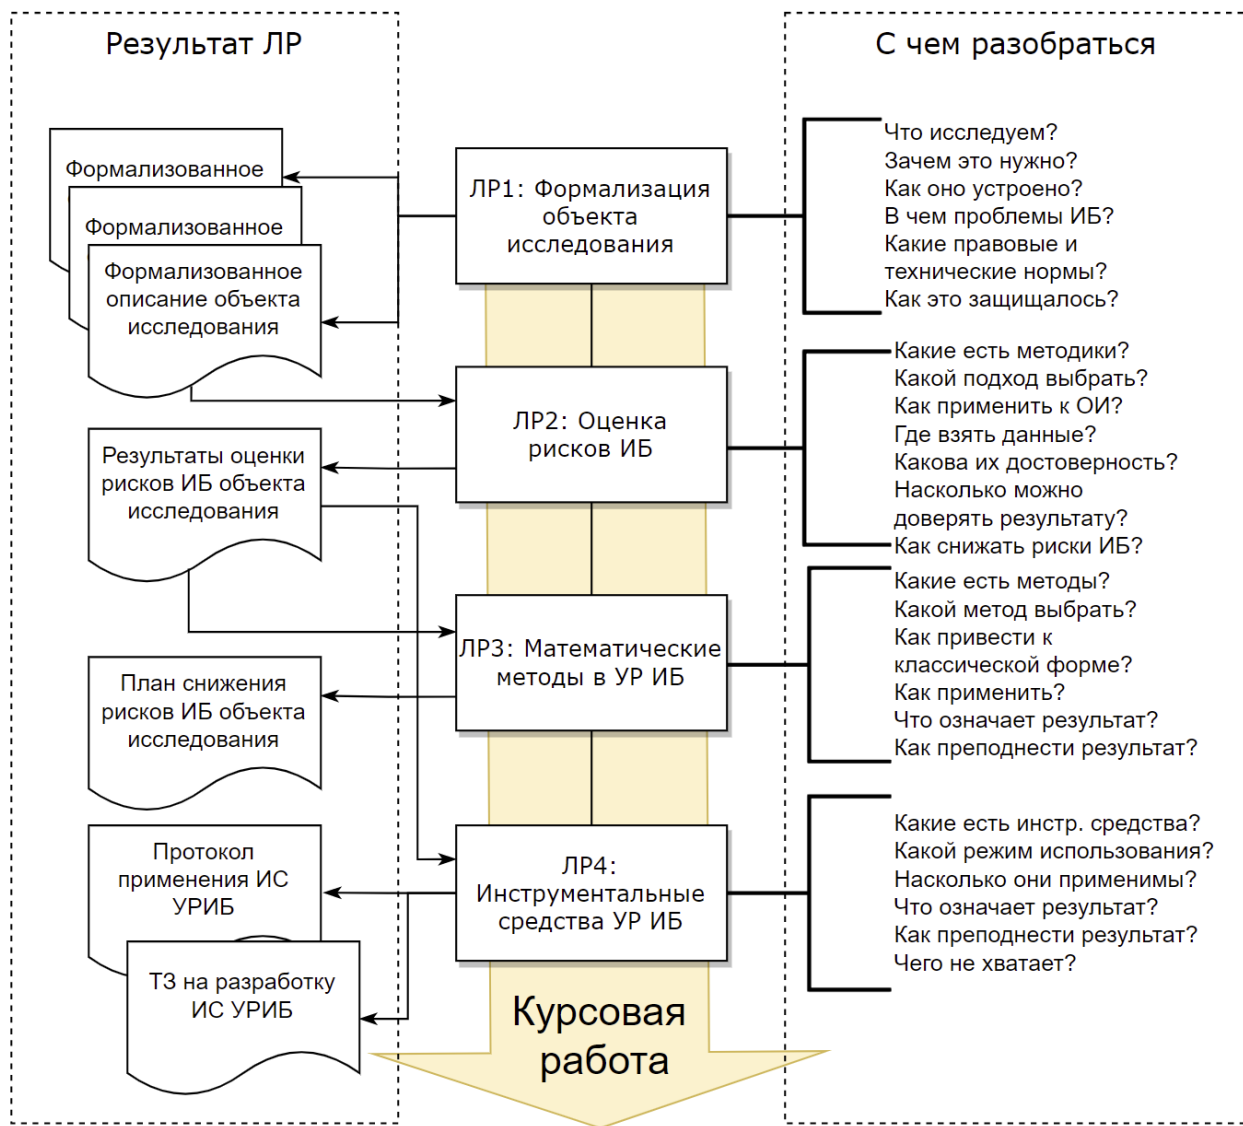 Результат ЛР
Формализованное
Формализованное
Формализованное
описание объекта
исследования
Результаты оценки
рисков ИБ объекта
исследования
План снижения
рисков ИБ объекта
исследования
Протокол
применения ИС
УРИБ
ТЗ на разработку
ИС УРИБ
ЛР1: Формализация
объекта
исследования
ЛР2: Оценка
рисков ИБ
ЛР3: Математические
методы в УР ИБ
ЛР4:
Инструментальные
средства УР ИБ
Курсовая
работа
С чем разобраться
Что исследуем?
Зачем это нужно?
Как оно устроено?
В чем проблемы ИБ?
Какие правовые и
технические нормы?
Как это защищалось?
Какие есть методики?
Какой подход выбрать?
Как применить к ОИ?
Где взять данные?
Какова их достоверность?
Насколько можно
доверять результату?
Как снижать риски ИБ?
Какие есть методы?
Какой метод выбрать?
Как привести к
классической форме?
Как применить?
Что означает результат?
Как преподнести результат?
Какие есть инстр. средства?
Какой режим использования?
Насколько они применимы?
Что означает результат?
Как преподнести результат?
Чего не хватает?